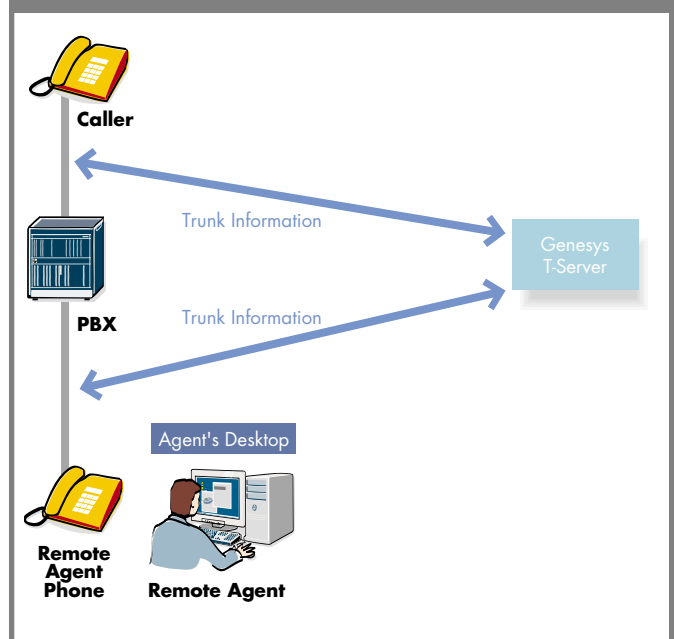 Caller
Trunk Information
Genesys
T-Server
Trunk Information
PBX
Agent's Desktop
Remote
Agent
Phone
Remote Agent